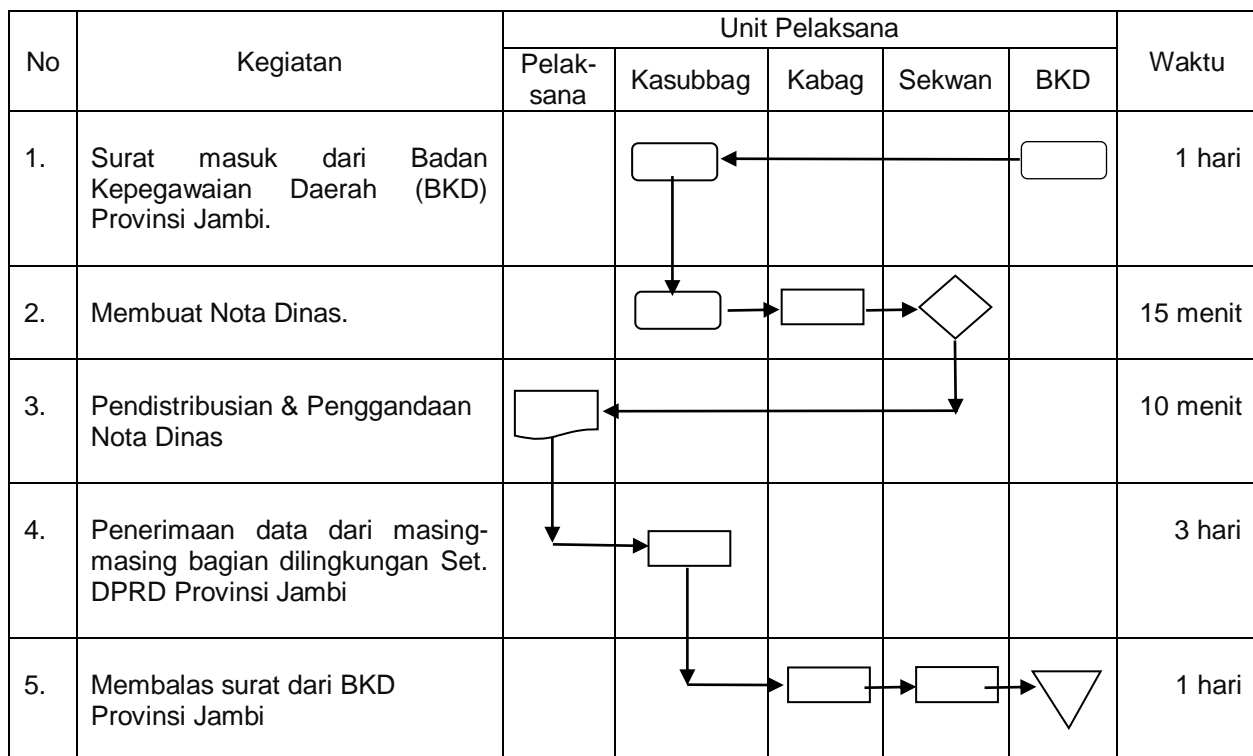 No
Kegiatan
Unit Pelaksana
Waktu
Pelak-
sana
Kasubbag
Kabag
Sekwan
BKD
1.
Surat masuk dari Badan
Kepegawaian Daerah (BKD)
Provinsi Jambi.
1 hari
2.
Membuat Nota Dinas.
15 menit
3.
Pendistribusian & Penggandaan
Nota Dinas
10 menit
4.
Penerimaan data dari masing-
masing bagian dilingkungan Set.
DPRD Provinsi Jambi
3 hari
5.
Membalas surat dari BKD
Provinsi Jambi
1 hari